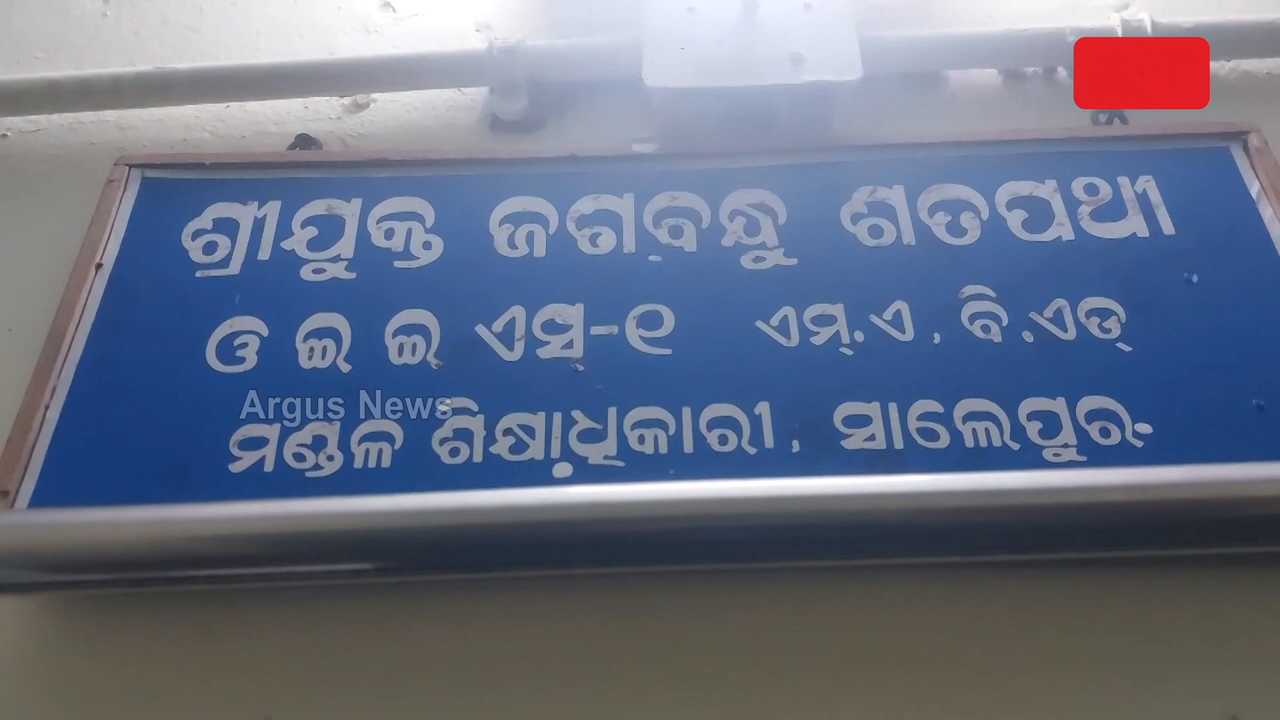 ଶ୍ରୀଯୁକ୍ତ ଜଗବନ୍ଧୁ ଶତପଥୀ
ଓ ଇ ଇ ଏସ୍-୧ ଏମ୍.ଏ, ବି.ଏଡ୍
Argus News
ମଣ୍ଡଳ ଶିକ୍ଷାଧିକାରୀ, ସାଲେପୁର.